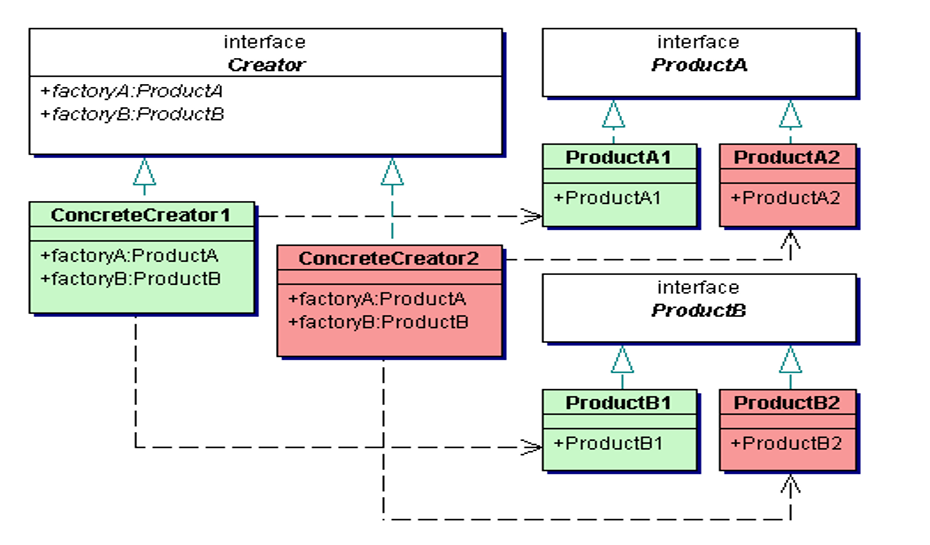 interface
Creator
+factoryA:ProductA
+factoryB:ProductB
interface
ProductA
ConcreteCreator1
+factoryA:ProductA
+factoryB:ProductB
ConcreteCreator2
+factoryA:ProductA
+factoryB:ProductB
ProductA1
+ProductA1
ProductA2
+ProductA2
interface
ProductB
ProductB1
+ProductB1
ProductB2
+ProductB2